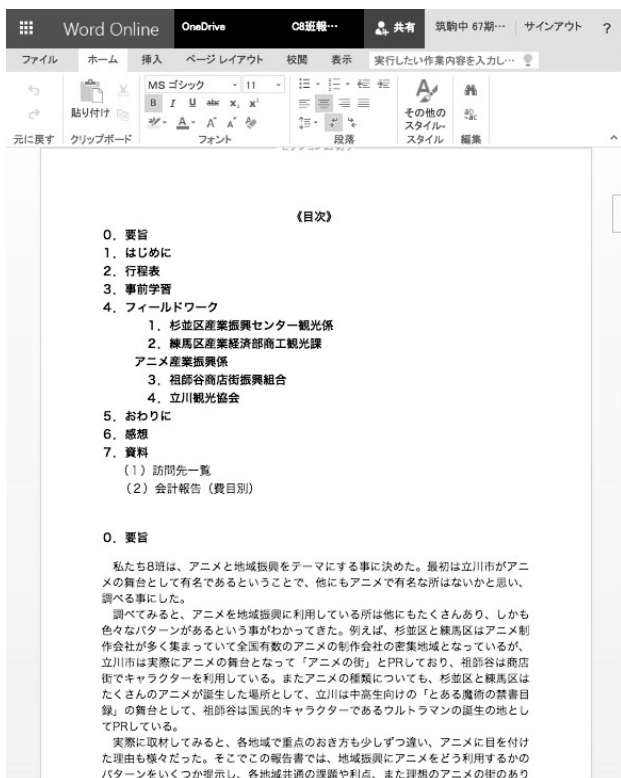 Word Online OneDrive C8班報… 共有 筑駒中 67期… サインアウト ?
ファイル ホーム 挿入 ページ レイアウト 校閲 表示 実行したい作業内容を入力し…
貼り付け MS ゴシック 11 その他の
B I U abc x₂ x² スタイル
元に戻す クリップボード フォント 段落 スタイル 編集
《目次》
0．要旨
1．はじめに
2．行程表
3．事前学習
4．フィールドワーク
1．杉並区産業振興センター観光係
2．練馬区産業経済部商工観光課
アニメ産業振興係
3．祖師谷商店街振興組合
4．立川観光協会
5．おわりに
6．感想
7．資料
（1）訪問先一覧
（2）会計報告（費目別）
0．要旨
私たち8班は、アニメと地域振興をテーマにする事に決めた。最初は立川市がアニ
メの舞台として有名であるということで、他にもアニメで有名な所はないかと思い、
調べる事にした。
調べてみると、アニメを地域振興に利用している所は他にもたくさんあり、しかも
色々なパターンがあるという事がわかってきた。例えば、杉並区と練馬区はアニメ制
作会社が多く集まっていて全国有数のアニメの制作会社の密集地域となっているが、
立川市は実際にアニメの舞台となって「アニメの街」とPRしており、祖師谷は商店
街でキャラクターを利用している。またアニメの種類についても、杉並区と練馬区は
たくさんのアニメが誕生した場所として、立川は中高生向けの「とある魔術の禁書目
録」の舞台として、祖師谷は国民的キャラクターであるウルトラマンの誕生の地とし
てPRしている。
実際に取材してみると、各地域で重点のおき方も少しずつ違い、アニメに目を付け
た理由も様々だった。そこでこの報告書では、地域振興にアニメをどう利用するかの
パターンをいくつか提示し、各地域共通の課題や利点、また理想のアニメの街のあり